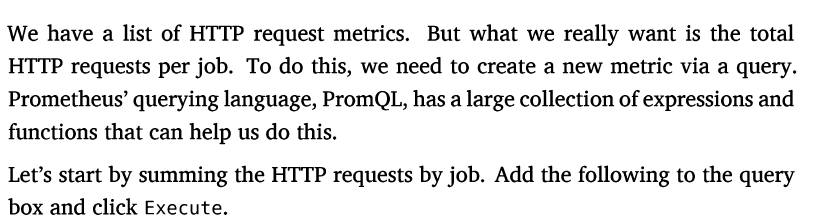 We have a list of HTTP request metrics. But what we really want is the total
HTTP requests per job. To do this, we need to create a new metric via a query.
Prometheus’ querying language, PromQL, has a large collection of expressions and
functions that can help us do this.
Let’s start by summing the HTTP requests by job. Add the following to the query
box and click Execute.